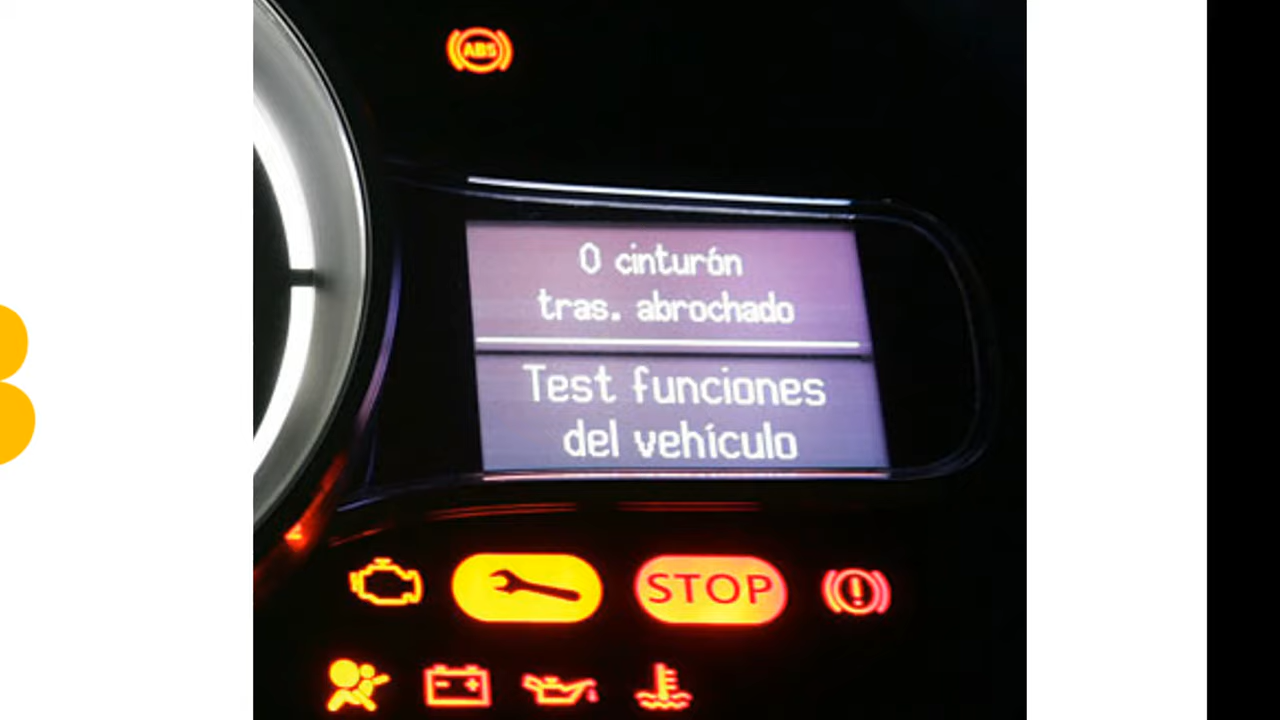 ABS
0 cinturón
tras. abrochado
Test funciones
del vehículo
STOP